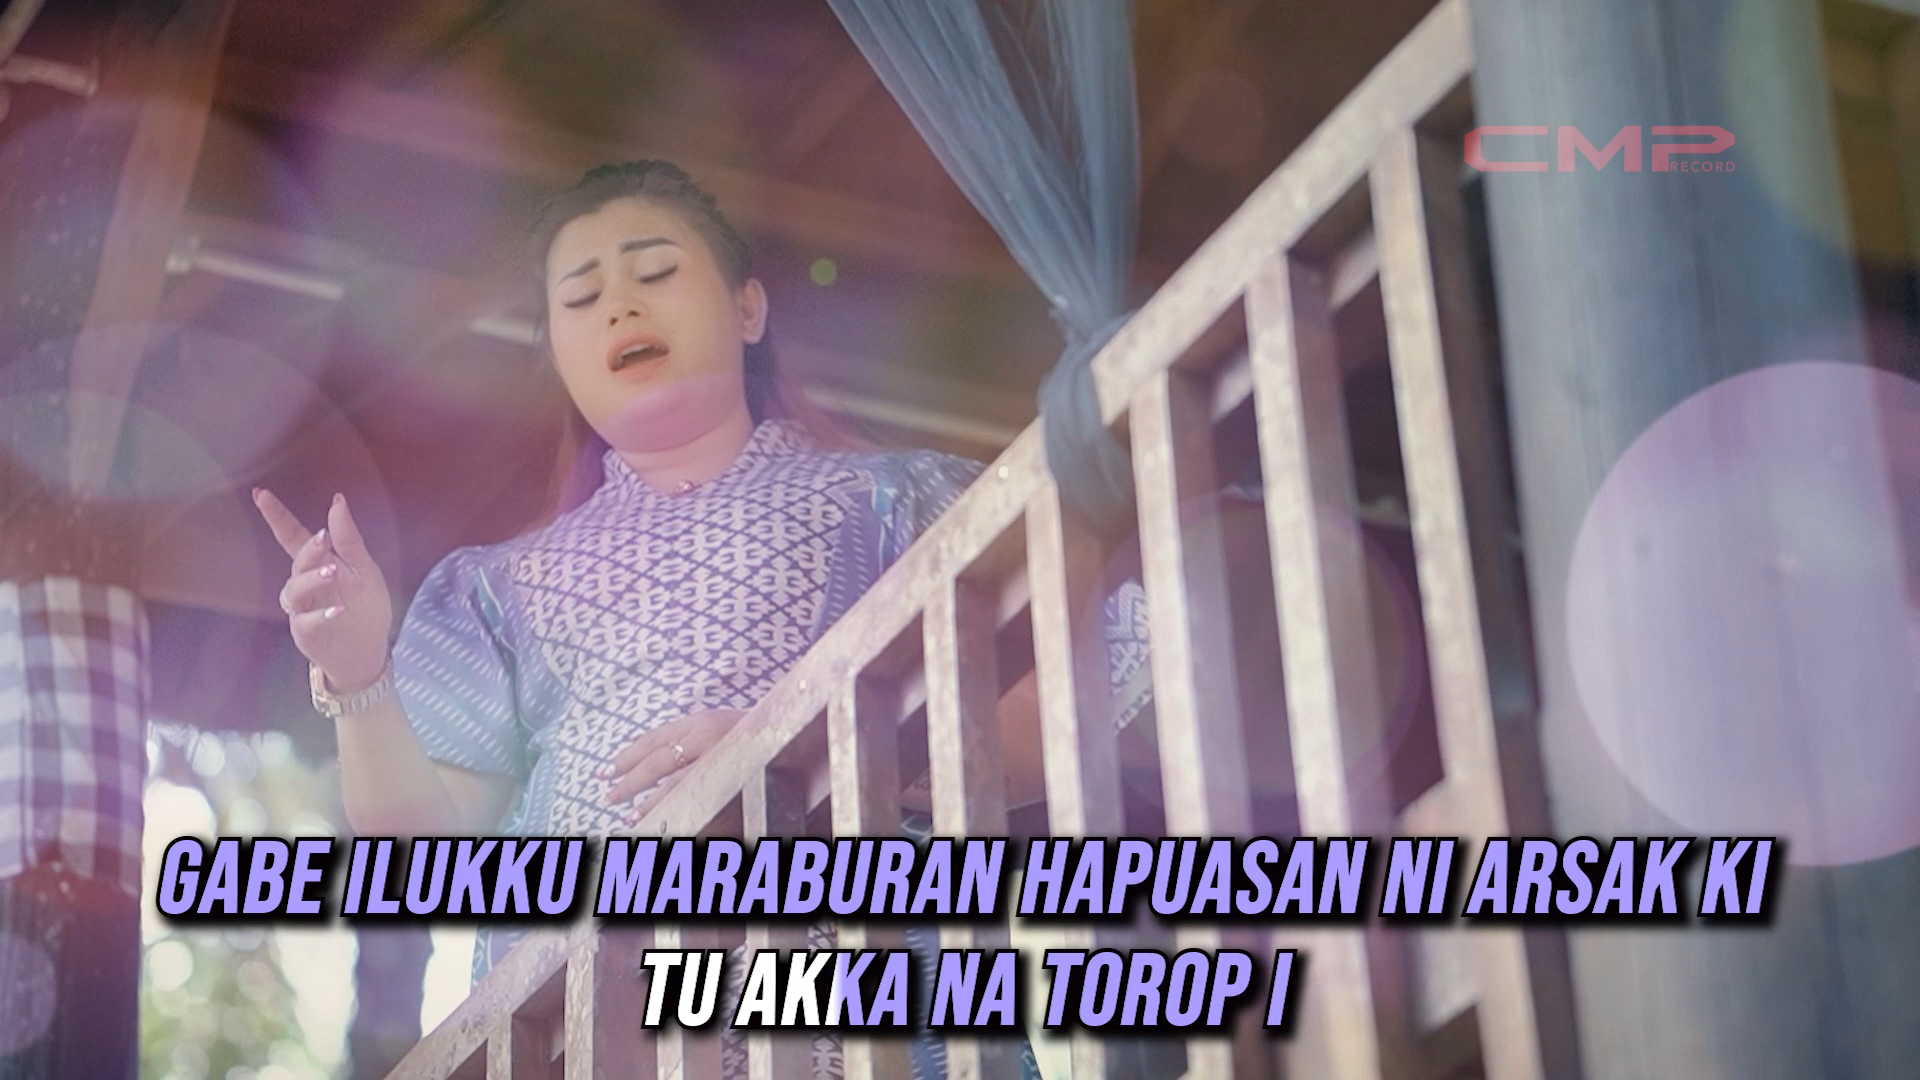 CMP
RECORD
GABE ILUKKU MARABURAN HAPUASAN NI ARSAK KI
TU AKKA NA TOROP I